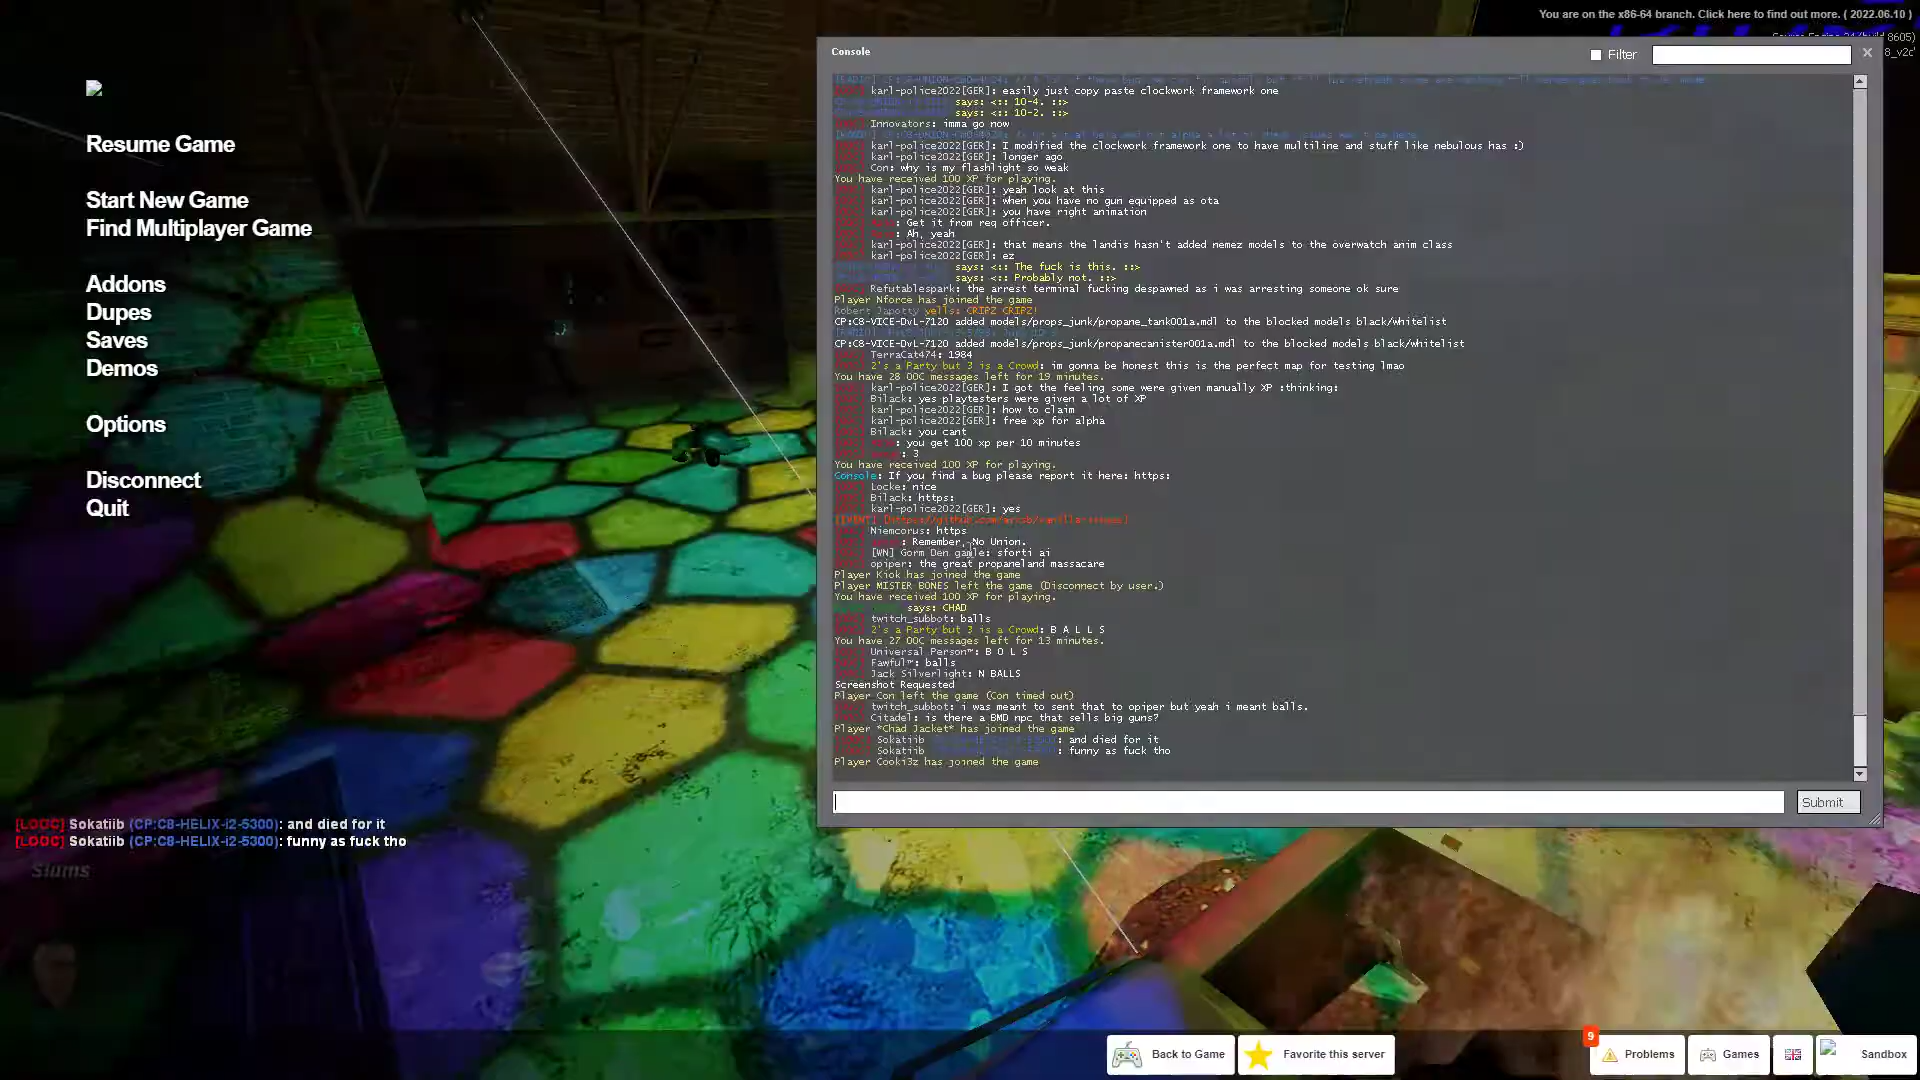 You are on the x86-64 branch. Click here to find out more. ( 2022.06.10 )
Console
Filter
Resume Game
Start New Game
Find Multiplayer Game
Addons
Dupes
Saves
Demos
Options
Disconnect
Quit
karl-police2022[GER]: easily just copy paste clockwork framework one
says: <:: 10-4. ::>
says: <:: 10-2. ::>
Innovators: imma go now
karl-police2022[GER]: I modified the clockwork framework one to have multiline and stuff like nebulous has :)
karl-police2022[GER]: longer ago
Con: why is my flashlight so weak
You have received 100 XP for playing.
karl-police2022[GER]: yeah look at this
karl-police2022[GER]: when you have no gun equipped as ota
karl-police2022[GER]: you have right animation
: Get it from req officer.
: Ah, yeah
karl-police2022[GER]: that means the landis hasn't added nemez models to the overwatch anim class
karl-police2022[GER]: ez
says: <:: The fuck is this. ::>
says: <:: Probably not. ::>
Refutablespark: the arrest terminal fucking despawned as i was arresting someone ok sure
Player Nforce has joined the game
Robert Japotty yells: CRIPZ CRIPZ!
CP:C8-VICE-DvL-7120 added models/props_junk/propane_tank001a.mdl to the blocked models black/whitelist
CP:C8-VICE-DvL-7120 added models/props_junk/propanecanister001a.mdl to the blocked models black/whitelist
TerraCat474: 1984
2's a Party but 3 is a Crowd: im gonna be honest this is the perfect map for testing lmao
You have 28 OOC messages left for 19 minutes.
karl-police2022[GER]: I got the feeling some were given manually XP :thinking:
Bilack: yes playtesters were given a lot of XP
karl-police2022[GER]: how to claim
karl-police2022[GER]: free xp for alpha
Bilack: you cant
: you get 100 xp per 10 minutes
: 3
You have received 100 XP for playing.
Console: If you find a bug please report it here: https:
Locke: nice
Bilack: https:
karl-police2022[GER]: yes
Niemcorus: https
: Remember, No Union.
[WN] Gorm Den gamle: sforti ai
opiper: the great propaneland massacare
Player Kiok has joined the game
Player MISTER BONES left the game (Disconnect by user.)
You have received 100 XP for playing.
says: CHAD
twitch_subbot: balls
2's a Party but 3 is a Crowd: B A L L S
You have 27 OOC messages left for 13 minutes.
Universal Person™: B O L S
Fawful™: balls
Jack Silverlight: N BALLS
Screenshot Requested
Player Con left the game (Con timed out)
twitch_subbot: i was meant to sent that to opiper but yeah i meant balls.
Citadel: is there a BMD npc that sells big guns?
Player *Chad Jacket* has joined the game
[LOOC] Sokatiib (CP:C8-HELIX-i2-5300): and died for it
[LOOC] Sokatiib (CP:C8-HELIX-i2-5300): funny as fuck tho
Player Cooki3z has joined the game
Submit
[LOOC] Sokatiib (CP:C8-HELIX-i2-5300): and died for it
[LOOC] Sokatiib (CP:C8-HELIX-i2-5300): funny as fuck tho
Slums
Back to Game
Favorite this server
9
Problems
Games
Sandbox